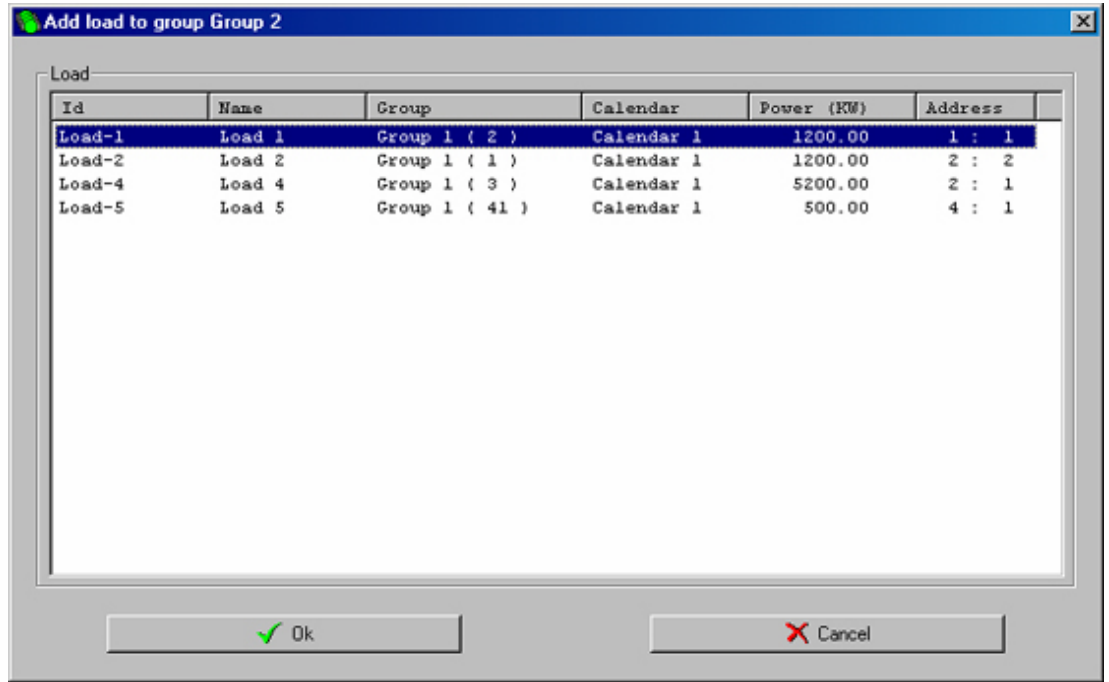 Add load to group Group 2
Load
Id Name Group Calendar Power (KW) Address
Load-1 Load 1 Group 1 ( 2 ) Calendar 1 1200.00 1 : 1
Load-2 Load 2 Group 1 ( 1 ) Calendar 1 1200.00 2 : 2
Load-4 Load 4 Group 1 ( 3 ) Calendar 1 5200.00 2 : 1
Load-5 Load 5 Group 1 ( 41 ) Calendar 1 500.00 4 : 1
Ok Cancel